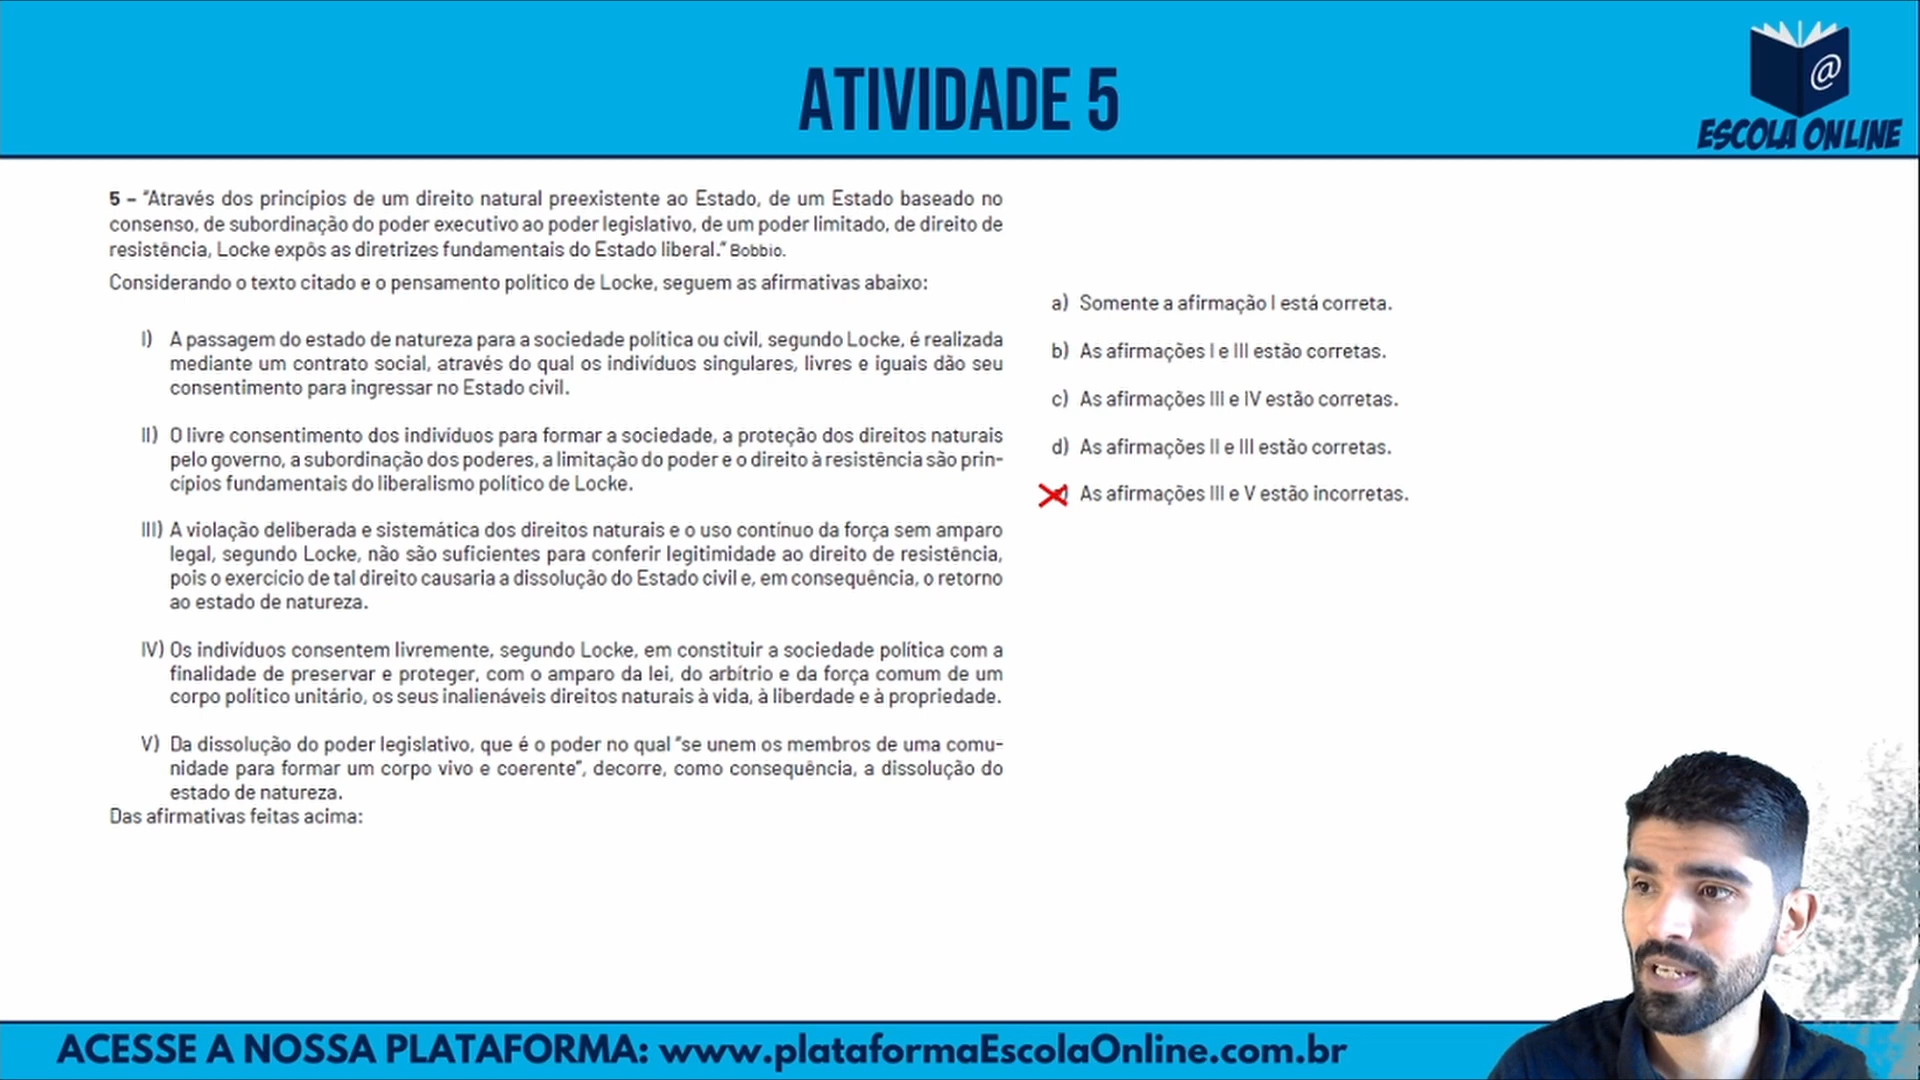 ATIVIDADE 5
@
ESCOLA ONLINE
5 – “Através dos princípios de um direito natural preexistente ao Estado, de um Estado baseado no
consenso, de subordinação do poder executivo ao poder legislativo, de um poder limitado, de direito de
resistência, Locke expôs as diretrizes fundamentais do Estado liberal.” Bobbio.
Considerando o texto citado e o pensamento político de Locke, seguem as afirmativas abaixo:
I) A passagem do estado de natureza para a sociedade política ou civil, segundo Locke, é realizada
mediante um contrato social, através do qual os indivíduos singulares, livres e iguais dão seu
consentimento para ingressar no Estado civil.
II) O livre consentimento dos indivíduos para formar a sociedade, a proteção dos direitos naturais
pelo governo, a subordinação dos poderes, a limitação do poder e o direito à resistência são prin-
cípios fundamentais do liberalismo político de Locke.
III) A violação deliberada e sistemática dos direitos naturais e o uso contínuo da força sem amparo
legal, segundo Locke, não são suficientes para conferir legitimidade ao direito de resistência,
pois o exercício de tal direito causaria a dissolução do Estado civil e, em consequência, o retorno
ao estado de natureza.
IV) Os indivíduos consentem livremente, segundo Locke, em constituir a sociedade política com a
finalidade de preservar e proteger, com o amparo da lei, do arbítrio e da força comum de um
corpo político unitário, os seus inalienáveis direitos naturais à vida, à liberdade e à propriedade.
V) Da dissolução do poder legislativo, que é o poder no qual “se unem os membros de uma comu-
nidade para formar um corpo vivo e coerente”, decorre, como consequência, a dissolução do
estado de natureza.
Das afirmativas feitas acima:
a) Somente a afirmação I está correta.
b) As afirmações I e III estão corretas.
c) As afirmações III e IV estão corretas.
d) As afirmações II e III estão corretas.
As afirmações III e V estão incorretas.
ACESSE A NOSSA PLATAFORMA: www.plataformaEscolaOnline.com.br